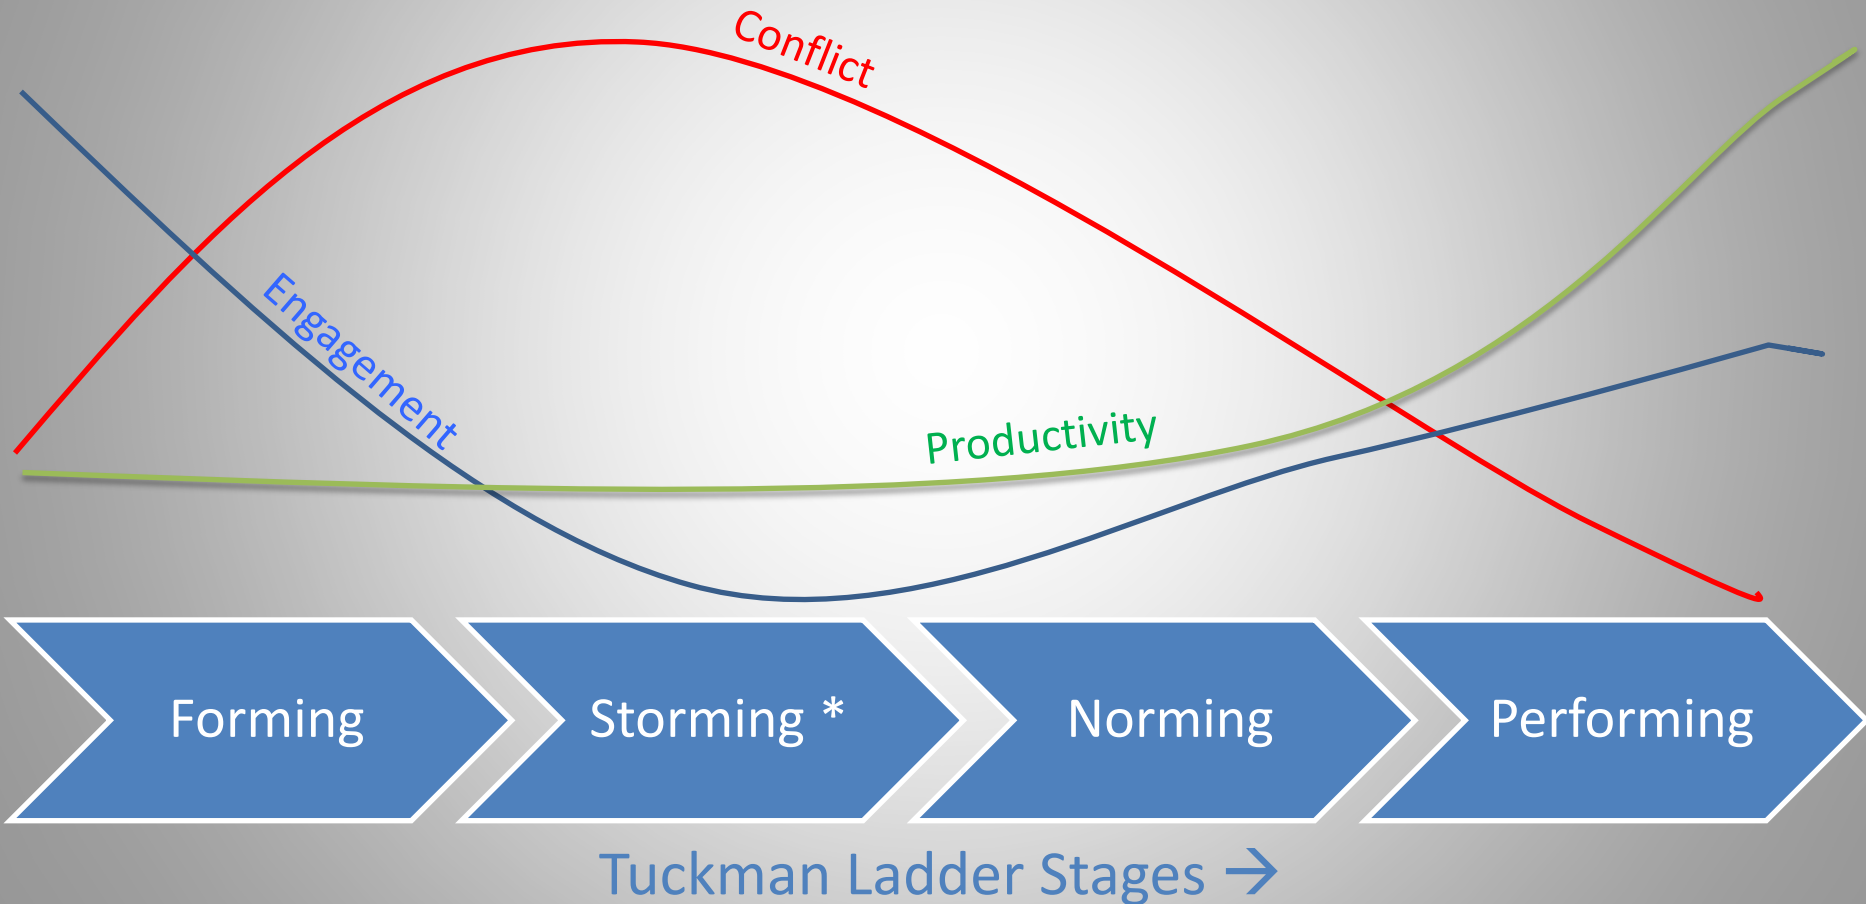 Conflict
Engagement
Productivity
Forming
Storming *
Norming
Performing
Tuckman Ladder Stages →